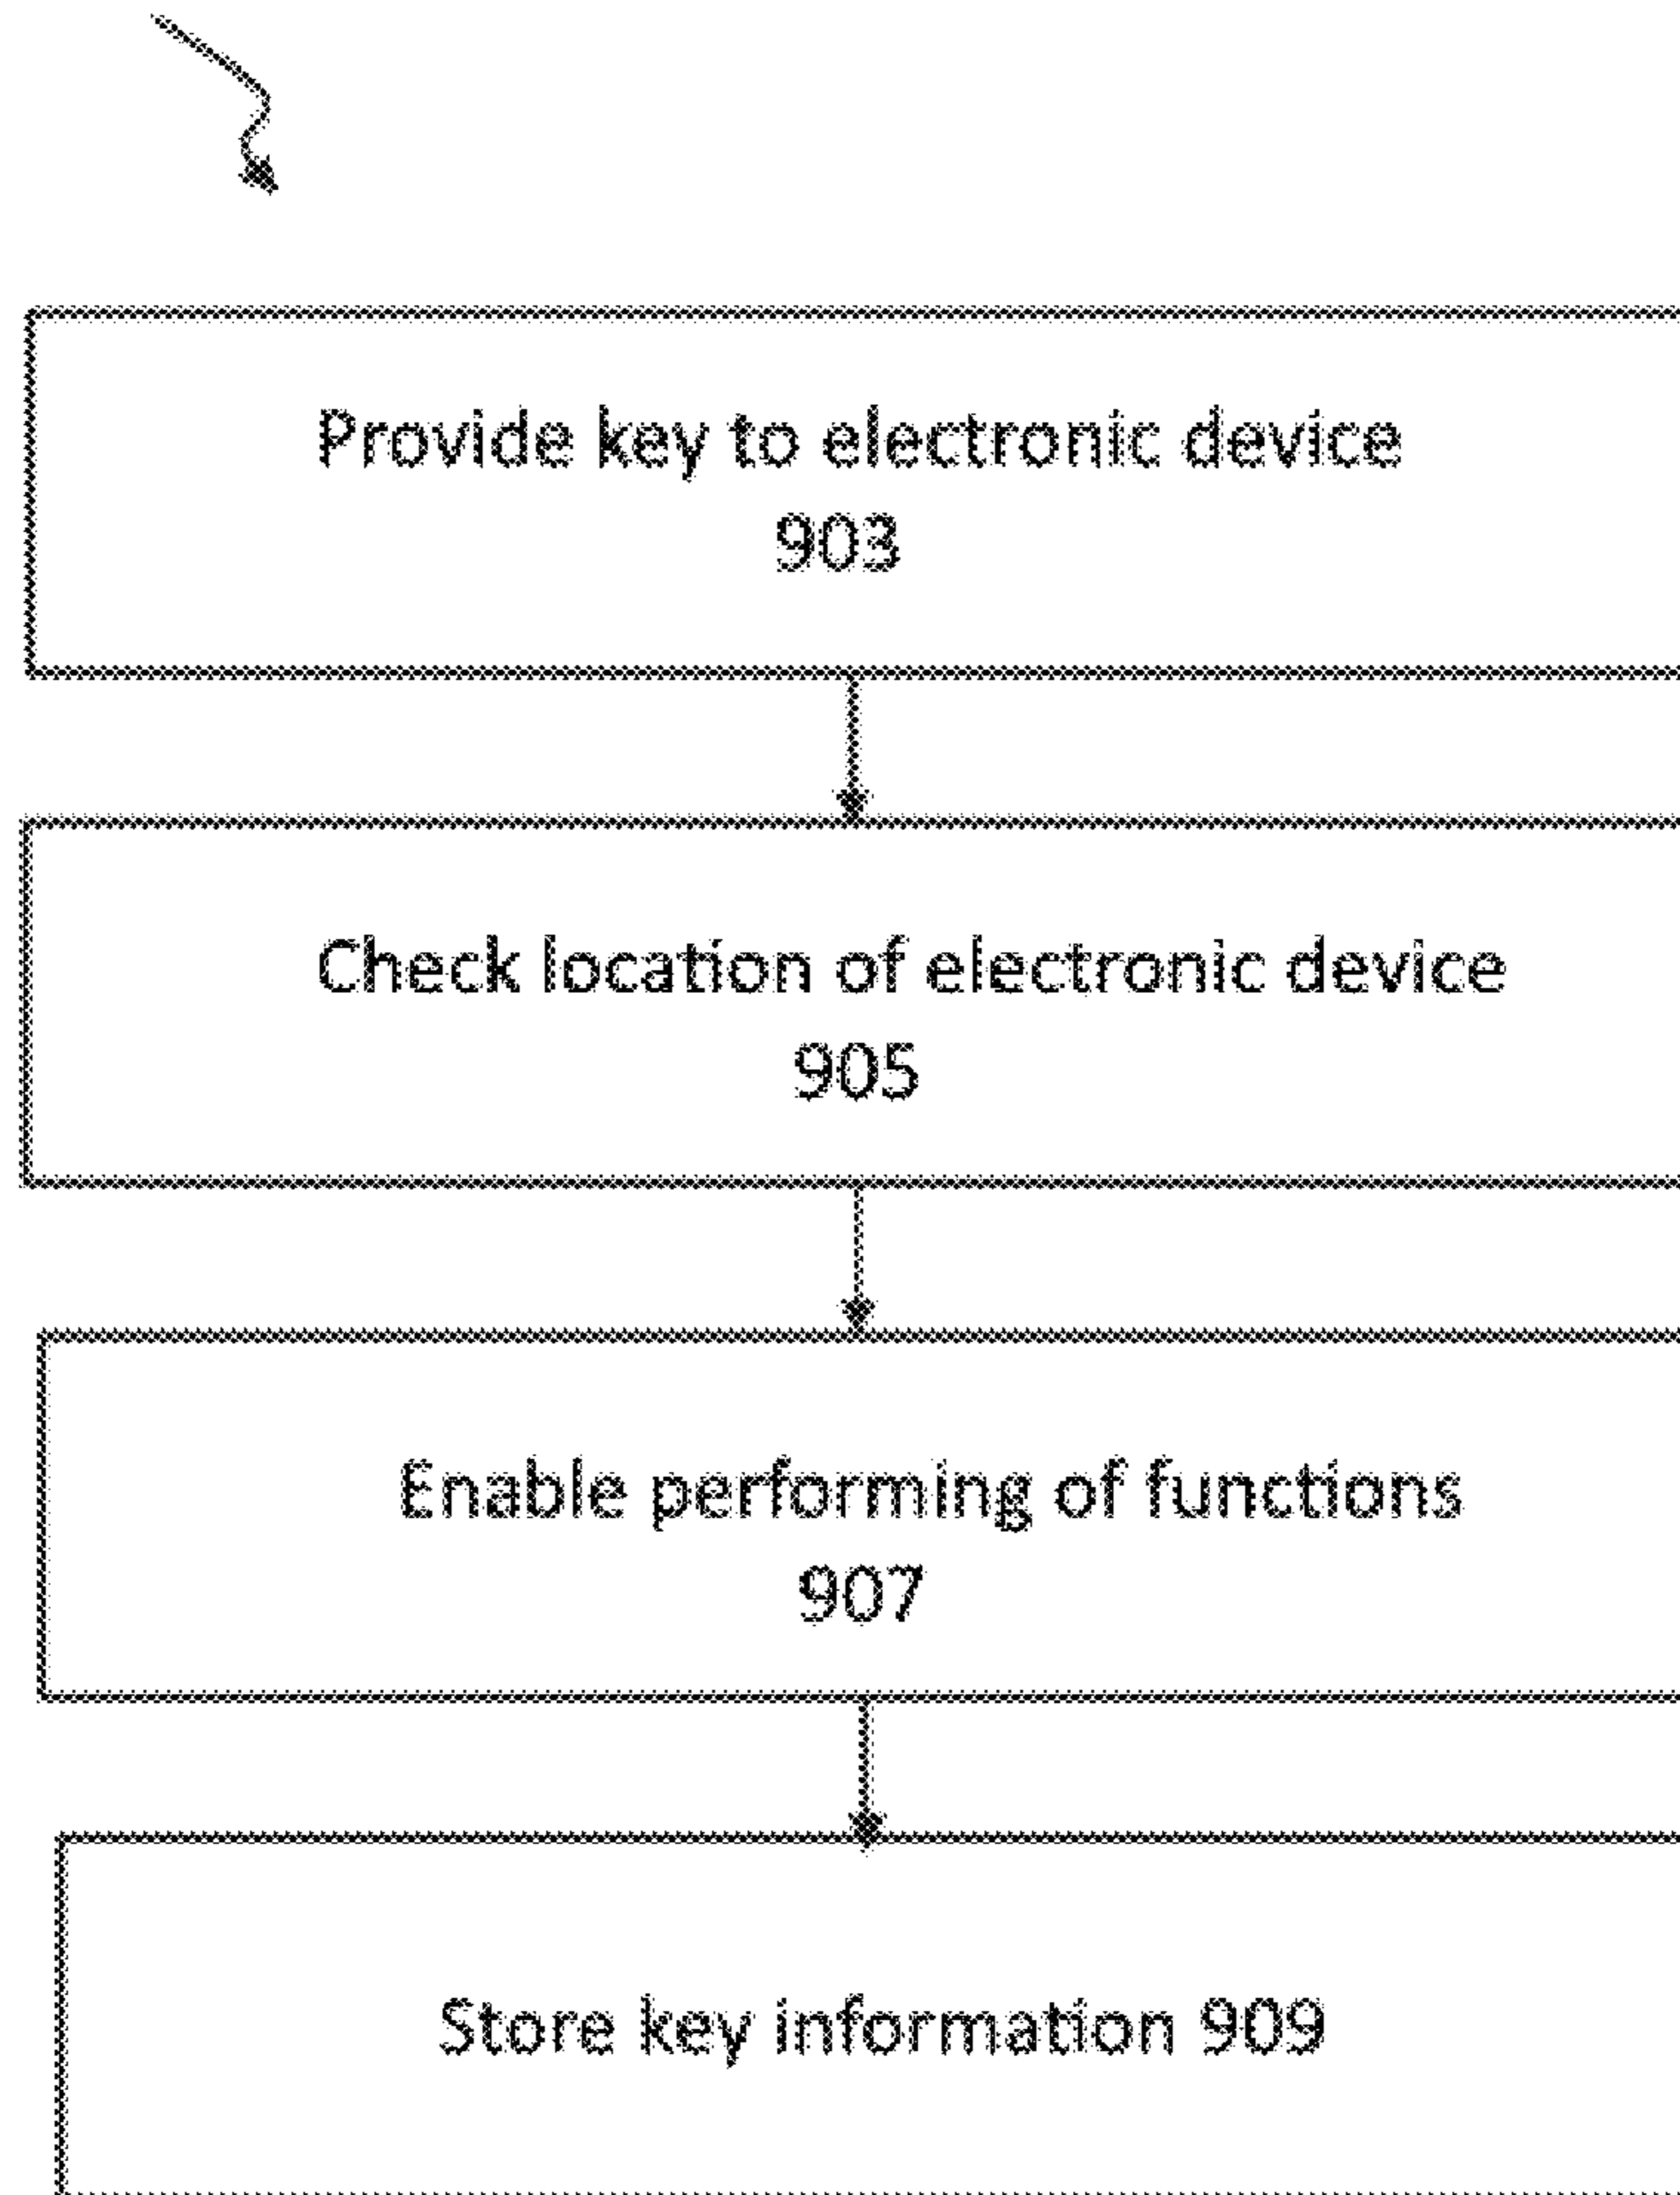 Provide key to electronic device
903
Check location of electronic device
905
Enable performing of functions
907
Store key information 909